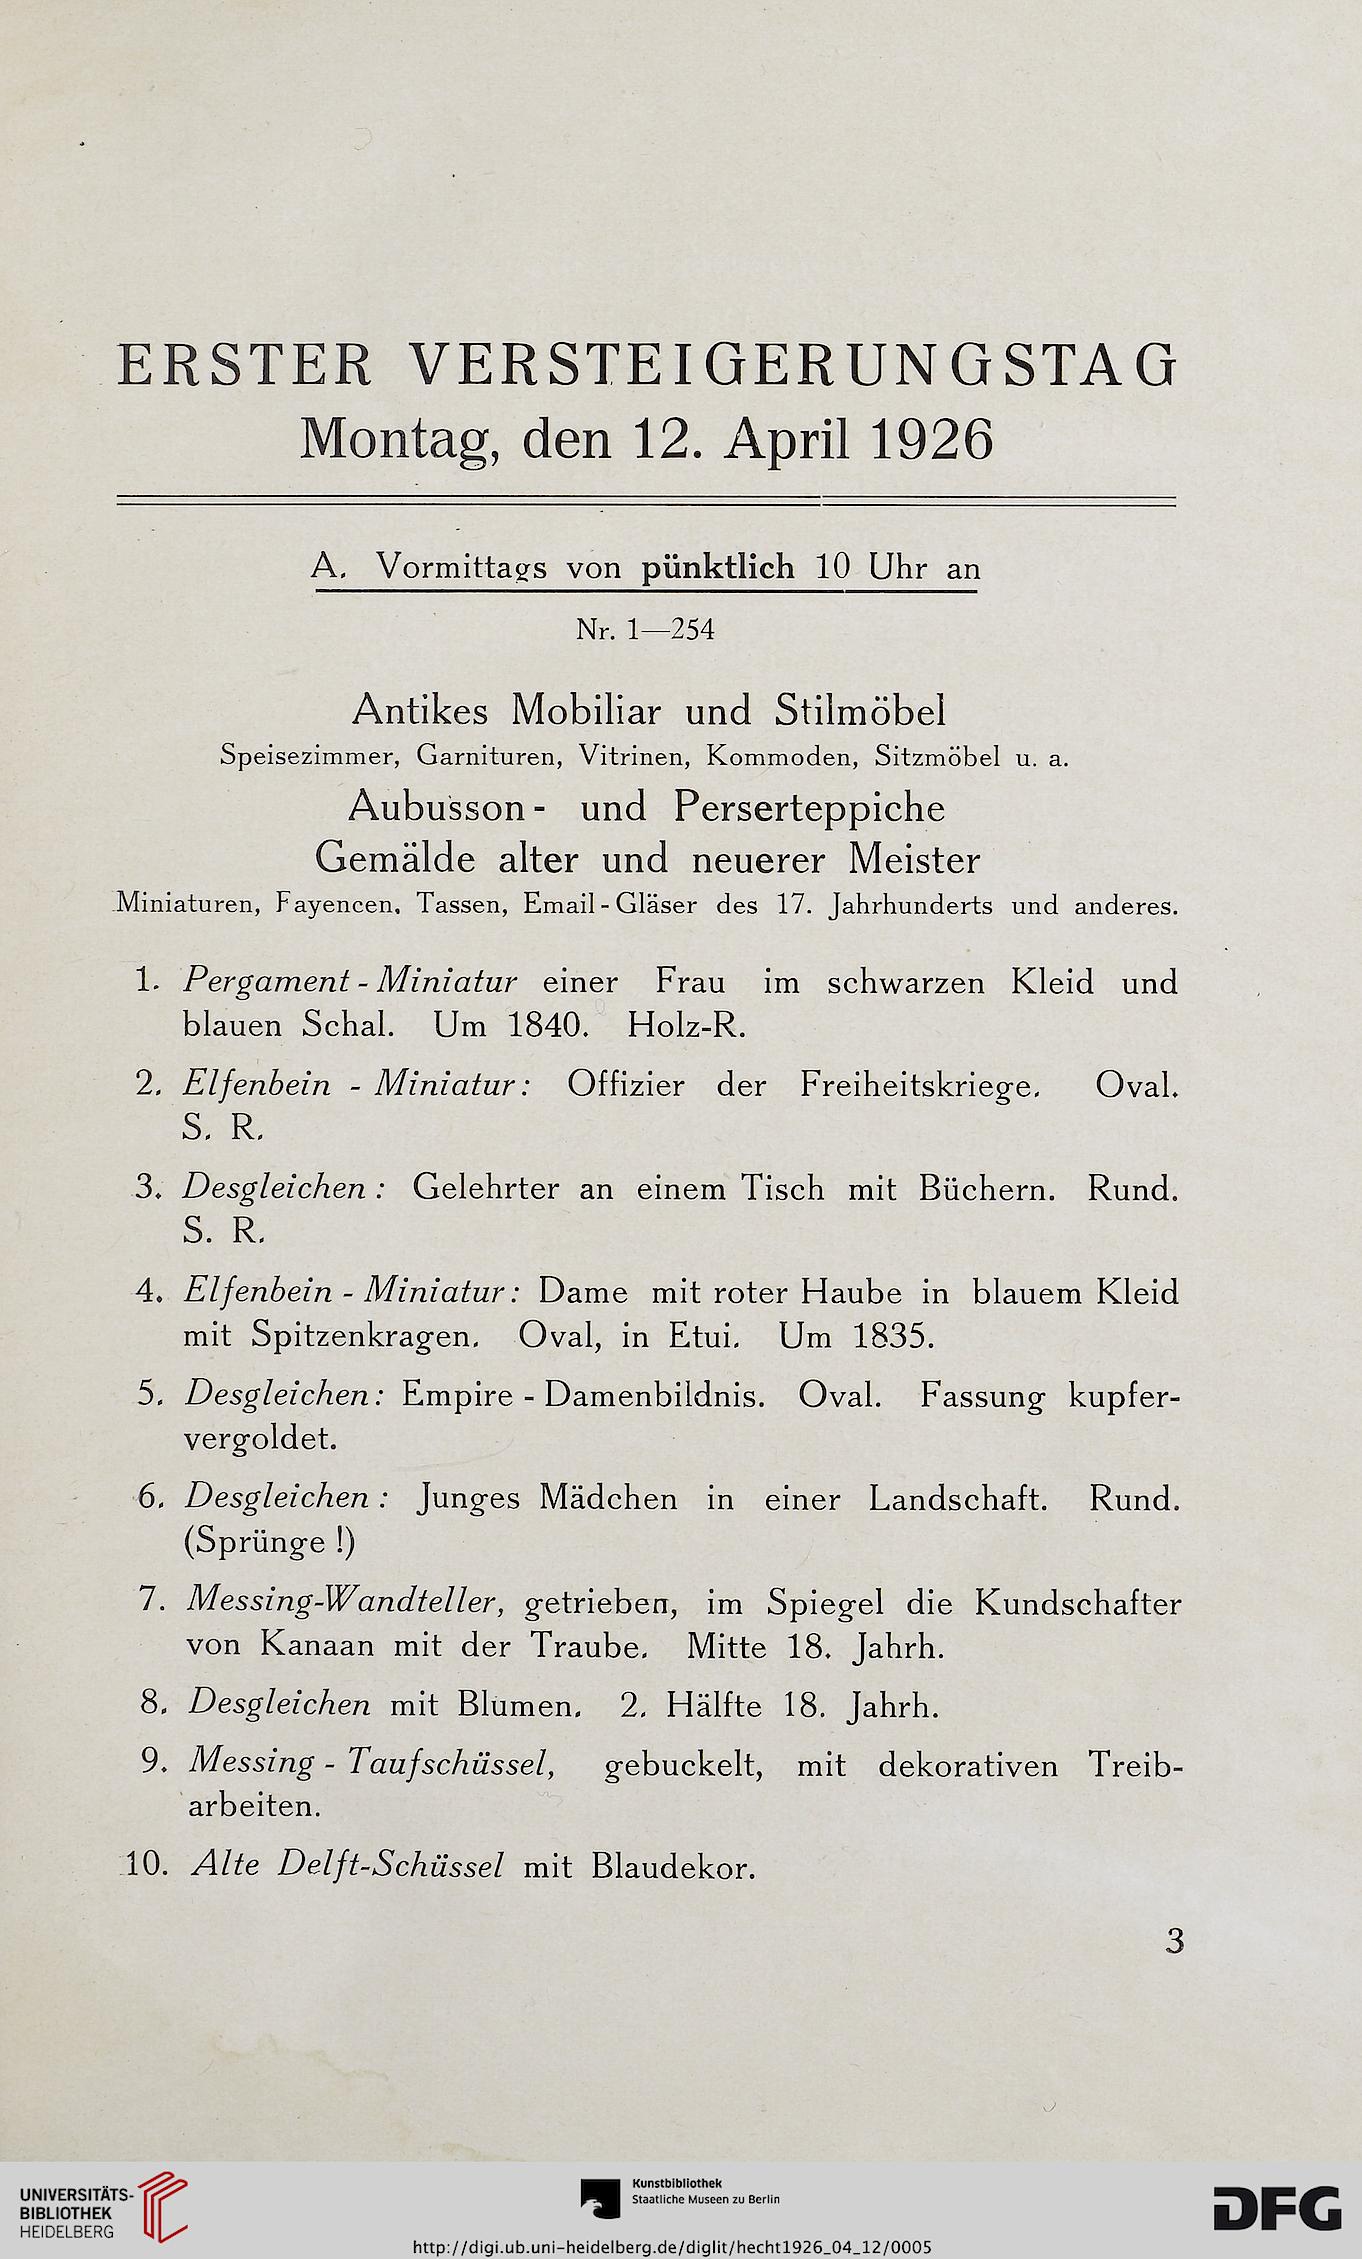 ERSTER VERSTEIGERUNGSTAG
Montag, den 12. April 1926
A. Vormittags von pünktlich 10 Uhr an
Nr. 1—254
Antikes Mobiliar und Stilmöbel
Speisezimmer, Garnituren, Vitrinen, Kommoden, Sitzmöbel u. a.
Aubusson- und Perserteppiche
Gemälde alter und neuerer Meister
Miniaturen, Fayencen, Tassen, Email-Gläser des 17. Jahrhunderts und anderes.
1. Pergament-Miniatur einer Frau im schwarzen Kleid und
blauen Schal. Um 1840. Holz-R.
2. Elfenbein - Miniatur: Offizier der Freiheitskriege. Oval.
S. R.
3. Desgleichen: Gelehrter an einem Tisch mit Büchern. Rund.
S. R.
4. Elfenbein - Miniatur: Dame mit roter Haube in blauem Kleid
mit Spitzenkragen. Oval, in Etui. Um 1835.
5. Desgleichen: Empire - Damenbildnis. Oval. Fassung kupfer-
vergoldet.
6. Desgleichen: Junges Mädchen in einer Landschaft. Rund.
(Sprünge!)
7. Messing-Wandteller, getrieben, im Spiegel die Kundschafter
von Kanaan mit der Traube. Mitte 18. Jahrh.
8. Desgleichen mit Blumen. 2. Hälfte 18. Jahrh.
9. Messing - Taufschüssel, gebuckelt, mit dekorativen Treib-
arbeiten.
10. Alte Delft-Schüssel mit Blaudekor.
3
UNIVERSITÄTS-
BIBLIOTHEK
HEIDELBERG
Kunstbibliothek
Staatliche Museen zu Berlin
http://digi.ub.uni-heidelberg.de/diglit/hecht1926_04_12/0005
DFG